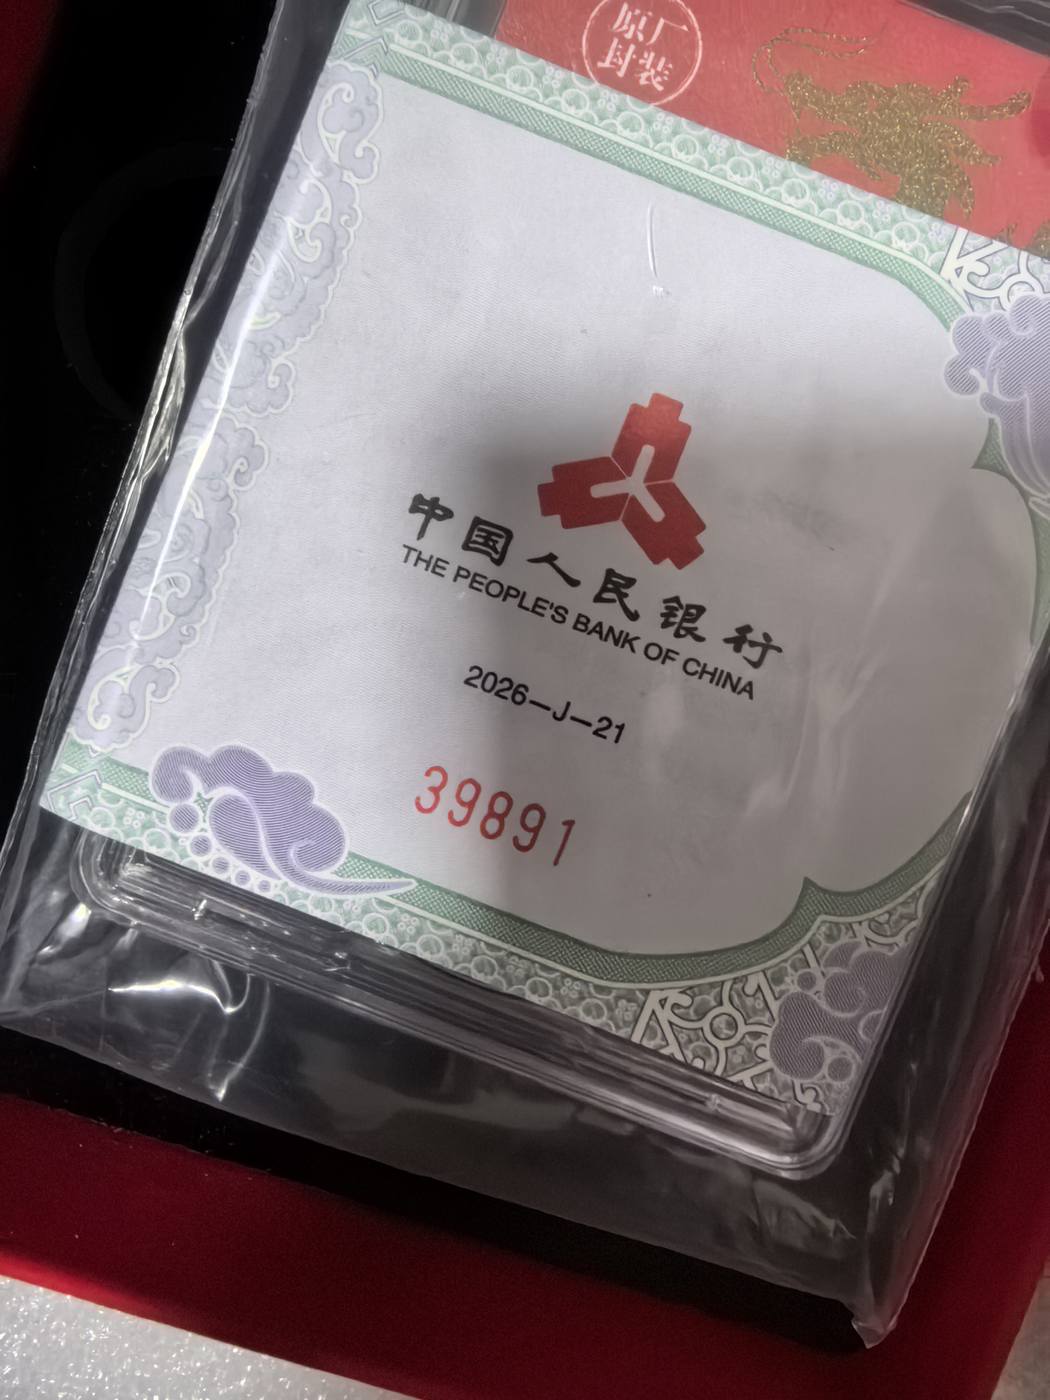 原厂
封装
中国人民银行
THE PEOPLE'S BANK OF CHINA
2026—J—21
39891